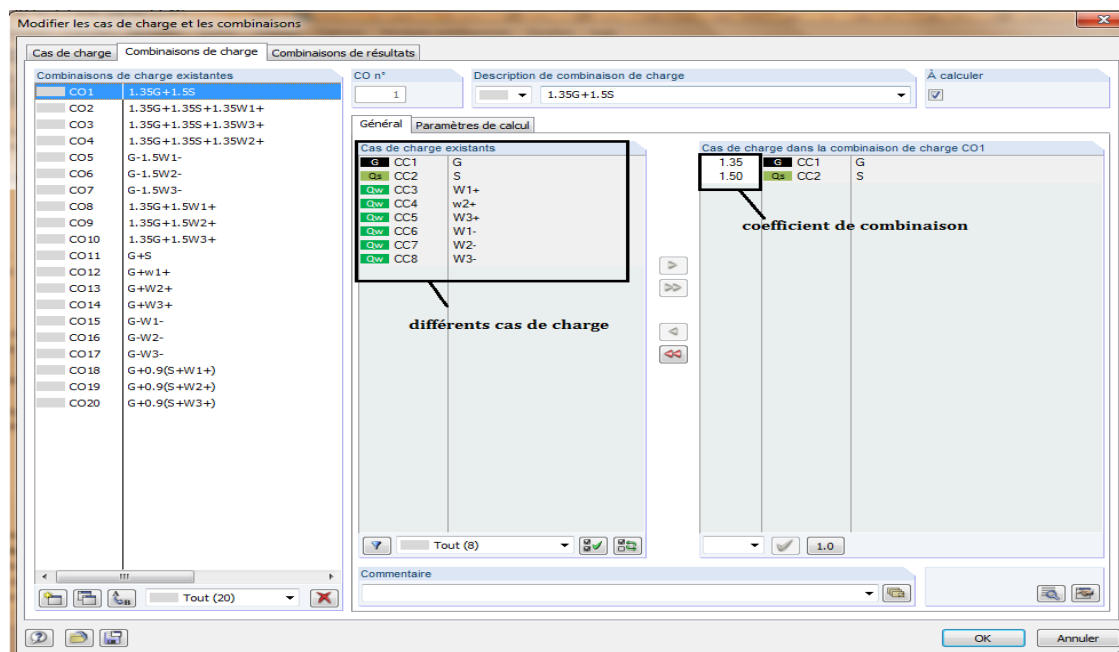 Modifier les cas de charge et les combinaisons
Cas de charge
Combinaisons de charge
Combinaisons de résultats
Combinaisons de charge existantes
CO1 1.35G+1.5S
CO2 1.35G+1.35S+1.35W1+
CO3 1.35G+1.35S+1.35W3+
CO4 1.35G+1.35S+1.35W2+
CO5 G-1.5W1-
CO6 G-1.5W2-
CO7 G-1.5W3-
CO8 1.35G+1.5W1+
CO9 1.35G+1.5W2+
CO10 1.35G+1.5W3+
CO11 G+S
CO12 G+w1+
CO13 G+W2+
CO14 G+W3+
CO15 G-W1-
CO16 G-W2-
CO17 G-W3-
CO18 G+0.9(S+W1+)
CO19 G+0.9(S+W2+)
CO20 G+0.9(S+W3+)
Tout (20)
CO n°
1
Description de combinaison de charge
1.35G+1.5S
À calculer
Général
Paramètres de calcul
Cas de charge existants
G CC1 G
Qs CC2 S
Qw CC3 W1+
Qw CC4 w2+
Qw CC5 W3+
Qw CC6 W1-
Qw CC7 W2-
Qw CC8 W3-
différents cas de charge
Tout (8)
> 
>>
<
<<
Cas de charge dans la combinaison de charge CO1
1.35 G CC1 G
1.50 Qs CC2 S
coefficient de combinaison
1.0
Commentaire
OK
Annuler